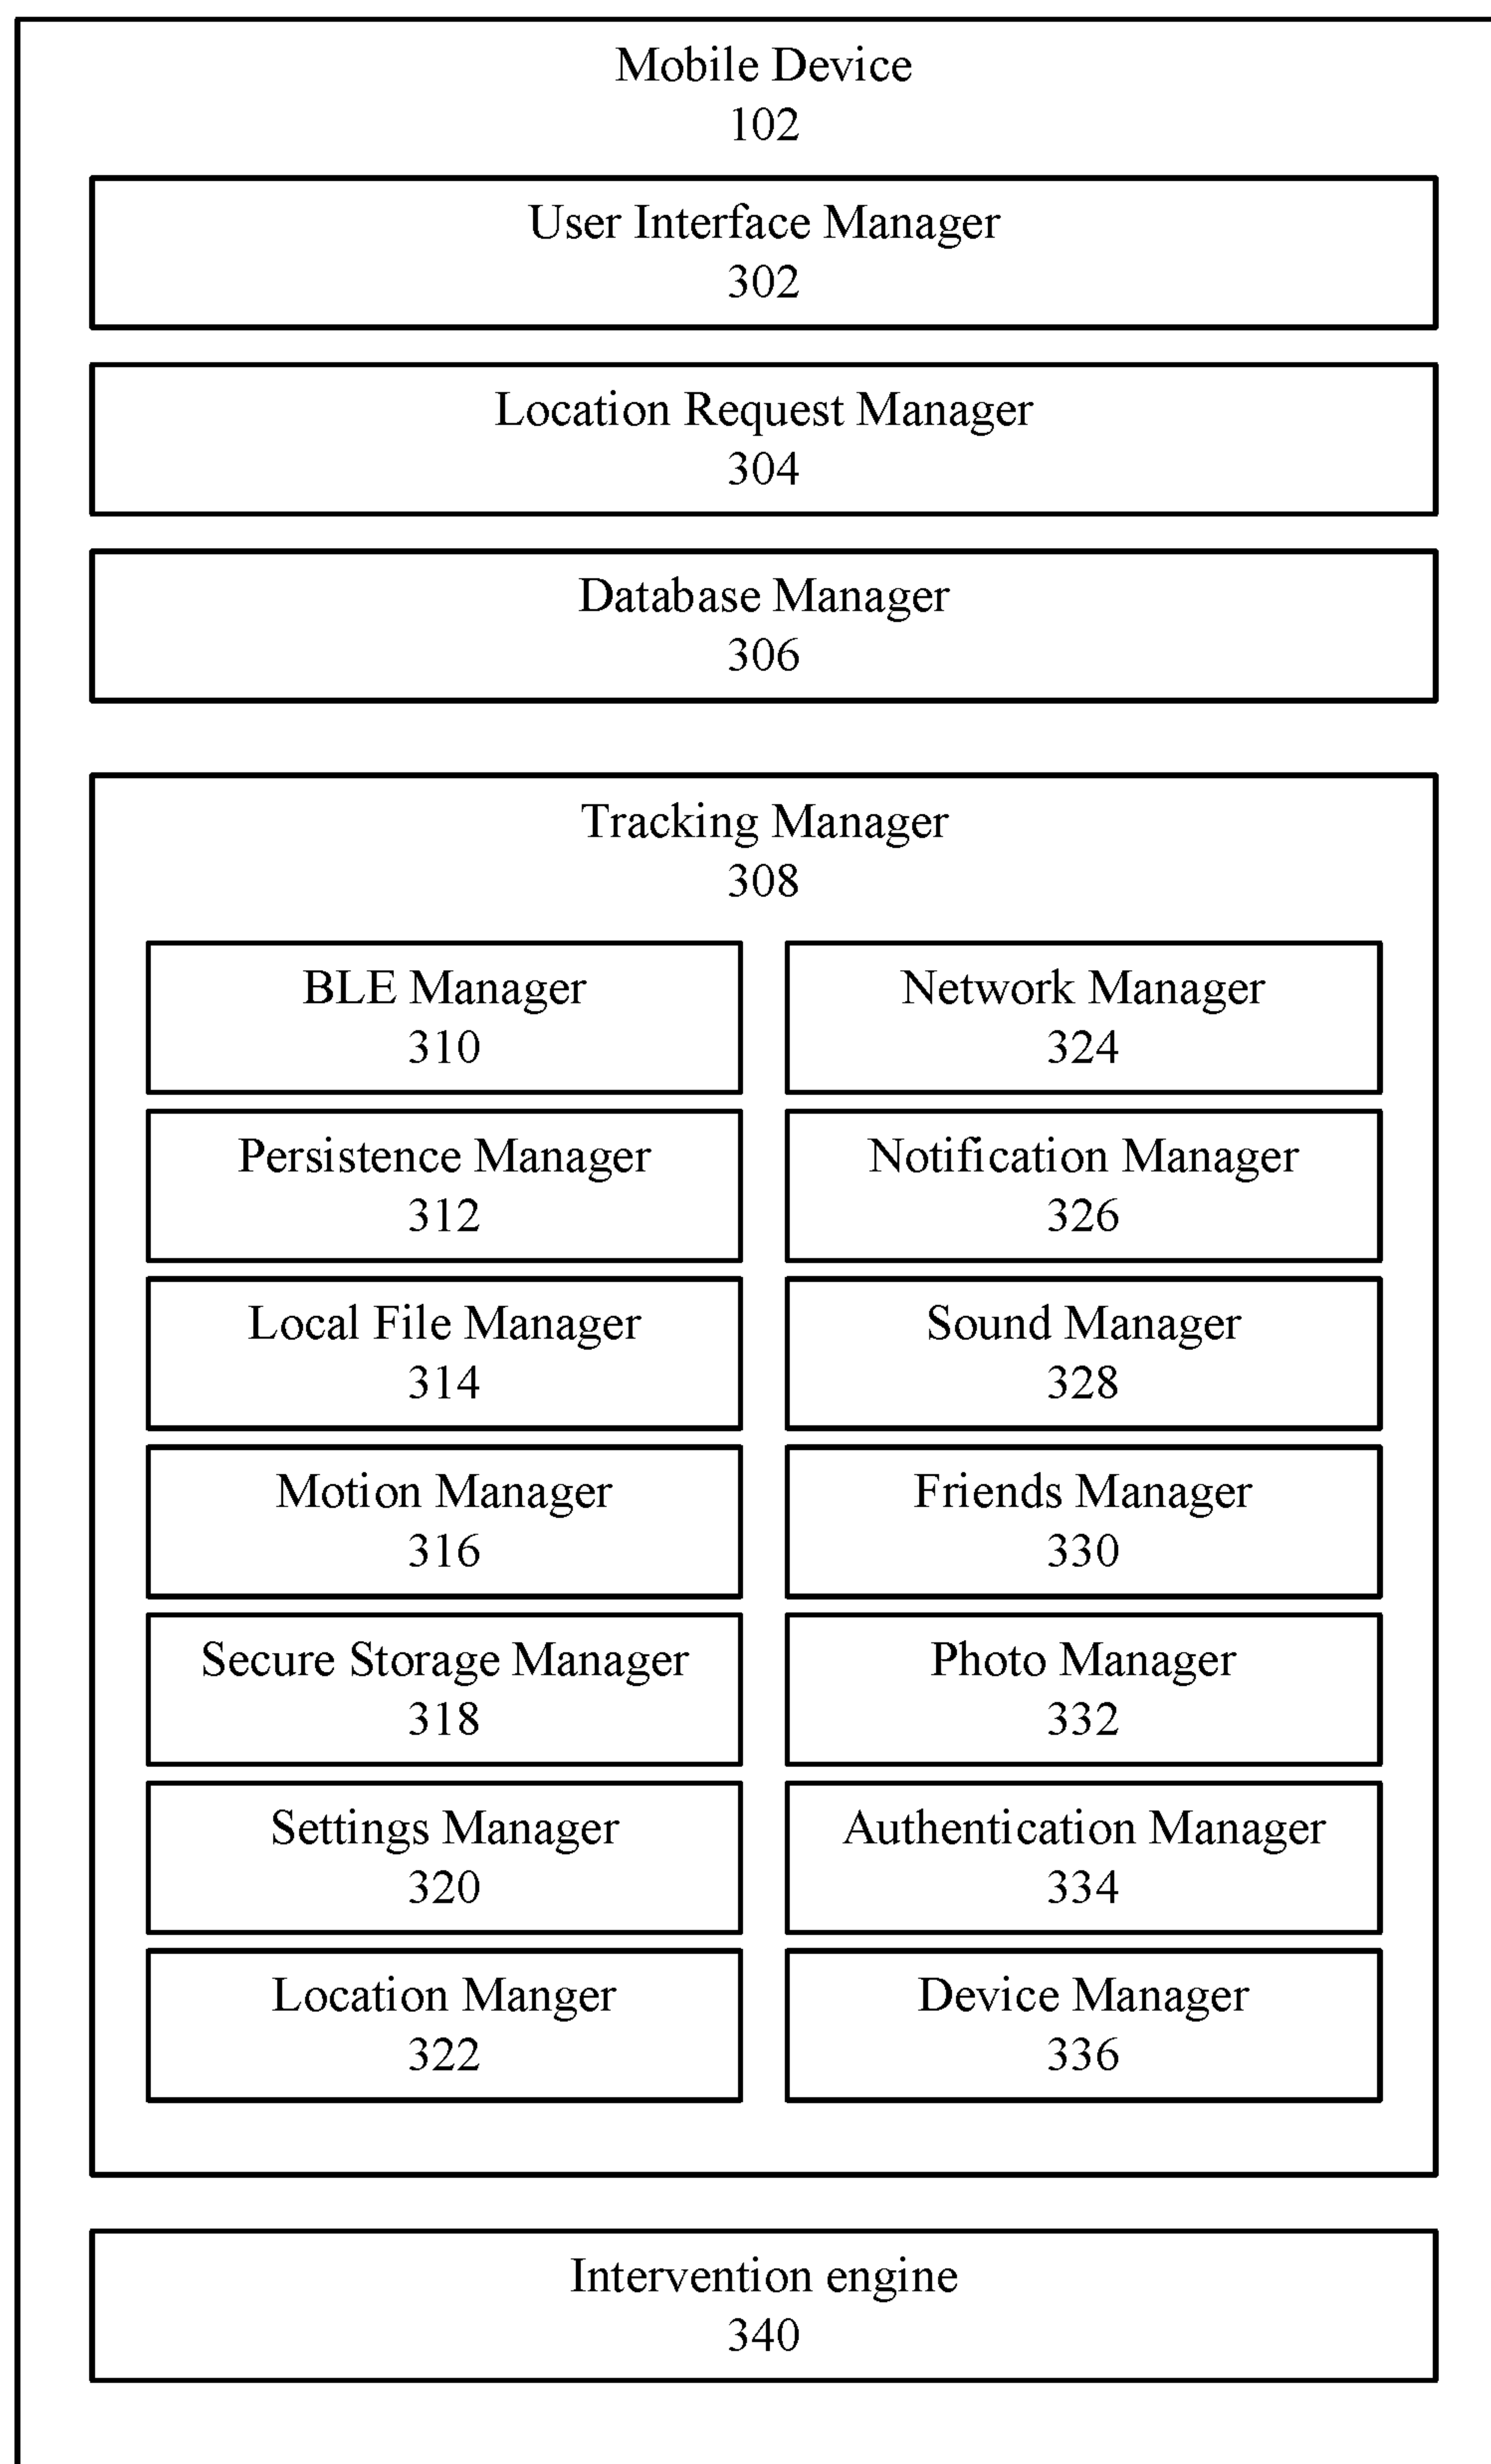 Mobile Device
102
User Interface Manager
302
Location Request Manager
304
Database Manager
306
Tracking Manager
308
BLE Manager
310
Network Manager
324
Persistence Manager
312
Notification Manager
326
Local File Manager
314
Sound Manager
328
Motion Manager
316
Friends Manager
330
Secure Storage Manager
318
Photo Manager
332
Settings Manager
320
Authentication Manager
334
Location Manger
322
Device Manager
336
Intervention engine
340